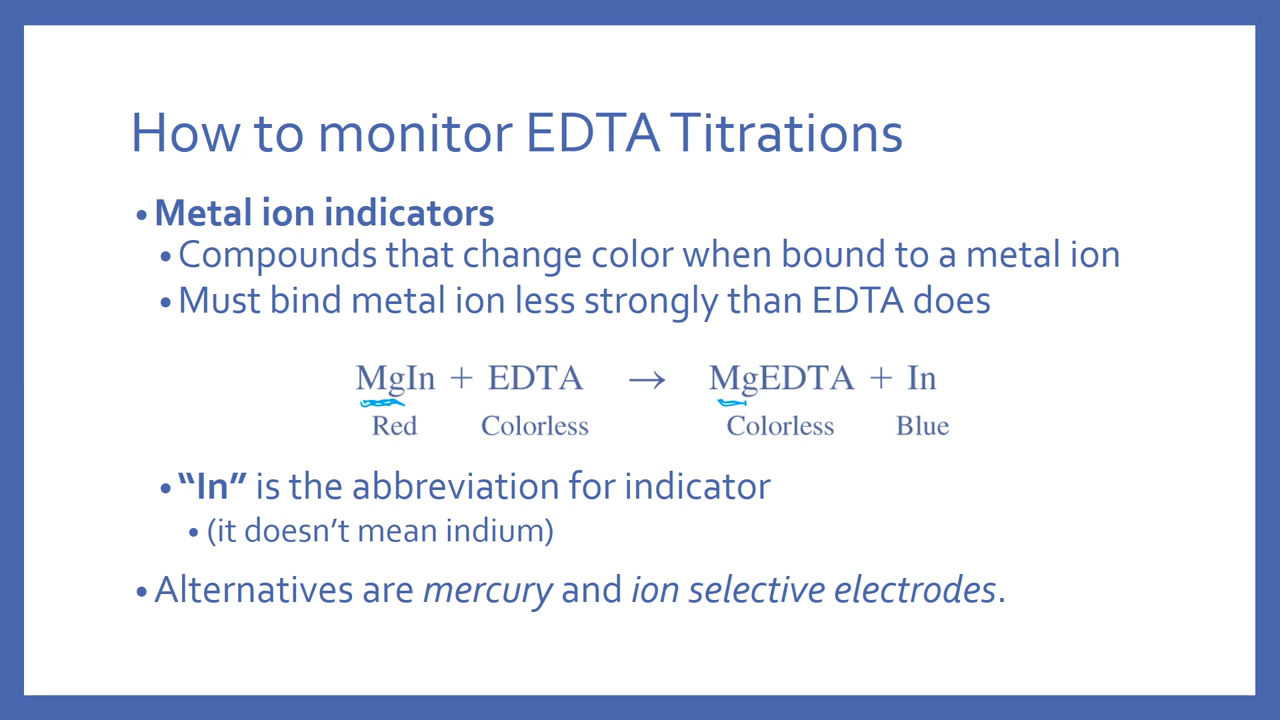 How to monitor EDTA Titrations
• Metal ion indicators
• Compounds that change color when bound to a metal ion
• Must bind metal ion less strongly than EDTA does
MgIn + EDTA → MgEDTA + In
Red Colorless Colorless Blue
• “In” is the abbreviation for indicator
• (it doesn’t mean indium)
• Alternatives are mercury and ion selective electrodes.